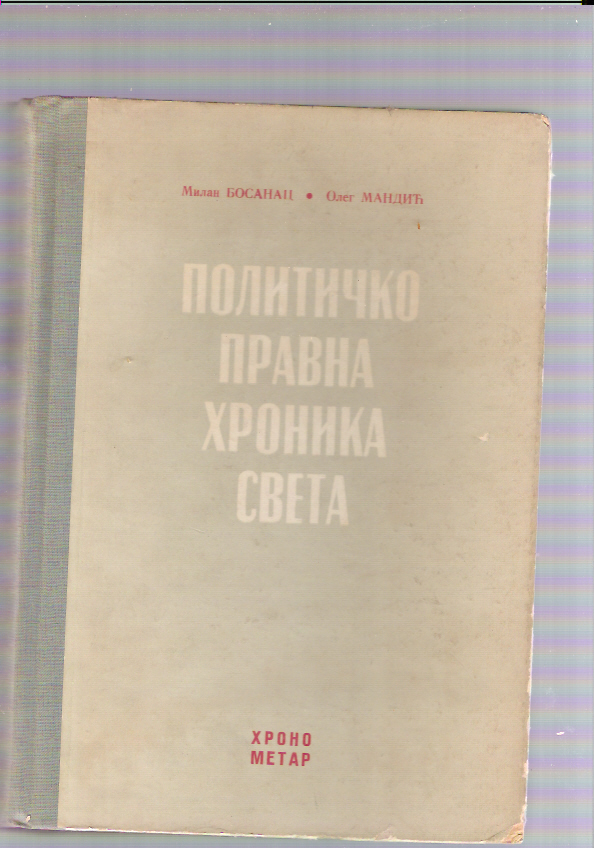 Милан БОСАНАЦ ● Олег МАНДИЋ
ПОЛИТИЧКО
ПРАВНА
ХРОНИКА
СВЕТА
ХРОНО
МЕТАР